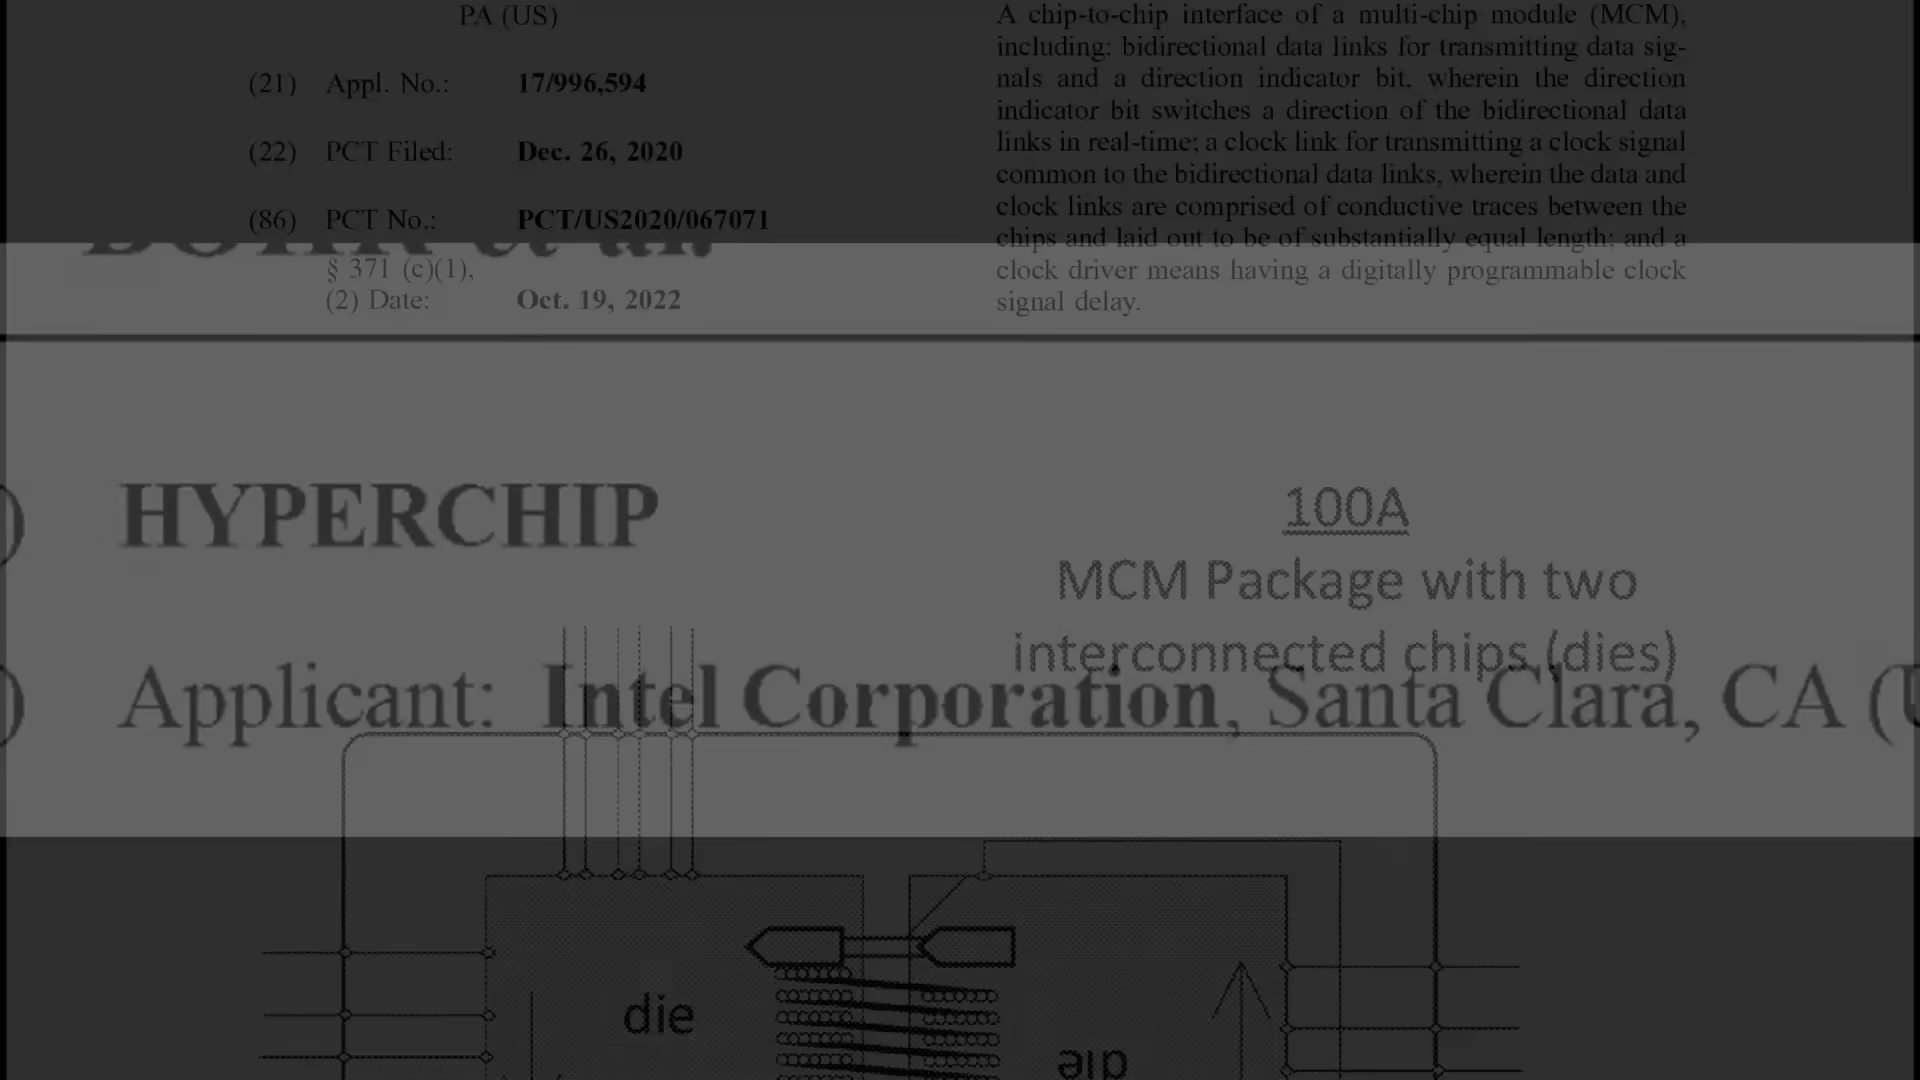 PA (US)
(21) Appl. No.: 17/996,594
(22) PCT Filed: Dec. 26, 2020
(86) PCT No.: PCT/US2020/067071
§ 371 (c)(1),
(2) Date: Oct. 19, 2022
A chip-to-chip interface of a multi-chip module (MCM),
including: bidirectional data links for transmitting data sig-
nals and a direction indicator bit, wherein the direction
indicator bit switches a direction of the bidirectional data
links in real-time; a clock link for transmitting a clock signal
common to the bidirectional data links, wherein the data and
clock links are comprised of conductive traces between the
chips and laid out to be of substantially equal length; and a
clock driver means having a digitally programmable clock
signal delay.
et al.
) HYPERCHIP
100A
MCM Package with two
interconnected chips (dies)
) Applicant: Intel Corporation, Santa Clara, CA (U
die
die